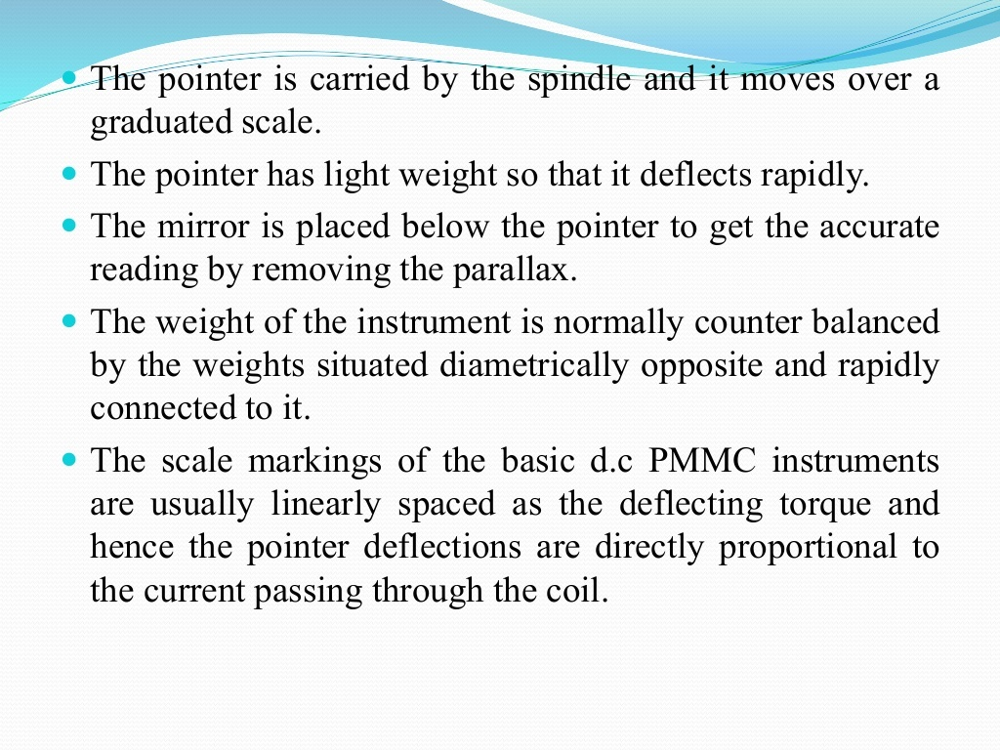 The pointer is carried by the spindle and it moves over a
graduated scale.
The pointer has light weight so that it deflects rapidly.
The mirror is placed below the pointer to get the accurate
reading by removing the parallax.
The weight of the instrument is normally counter balanced
by the weights situated diametrically opposite and rapidly
connected to it.
The scale markings of the basic d.c PMMC instruments
are usually linearly spaced as the deflecting torque and
hence the pointer deflections are directly proportional to
the current passing through the coil.